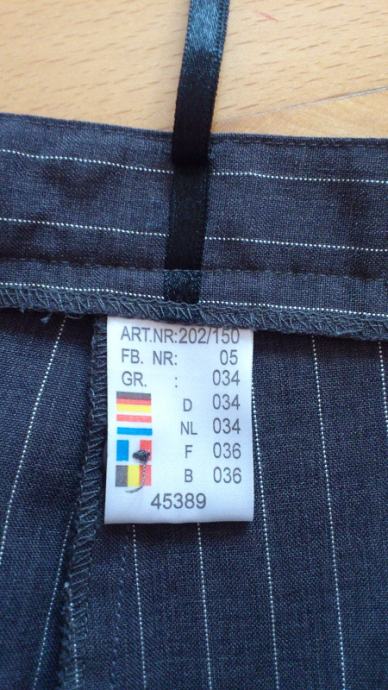 ART.NR:202/150
FB. NR: 05
GR. : 034
D 034
NL 034
F 036
B 036
45389